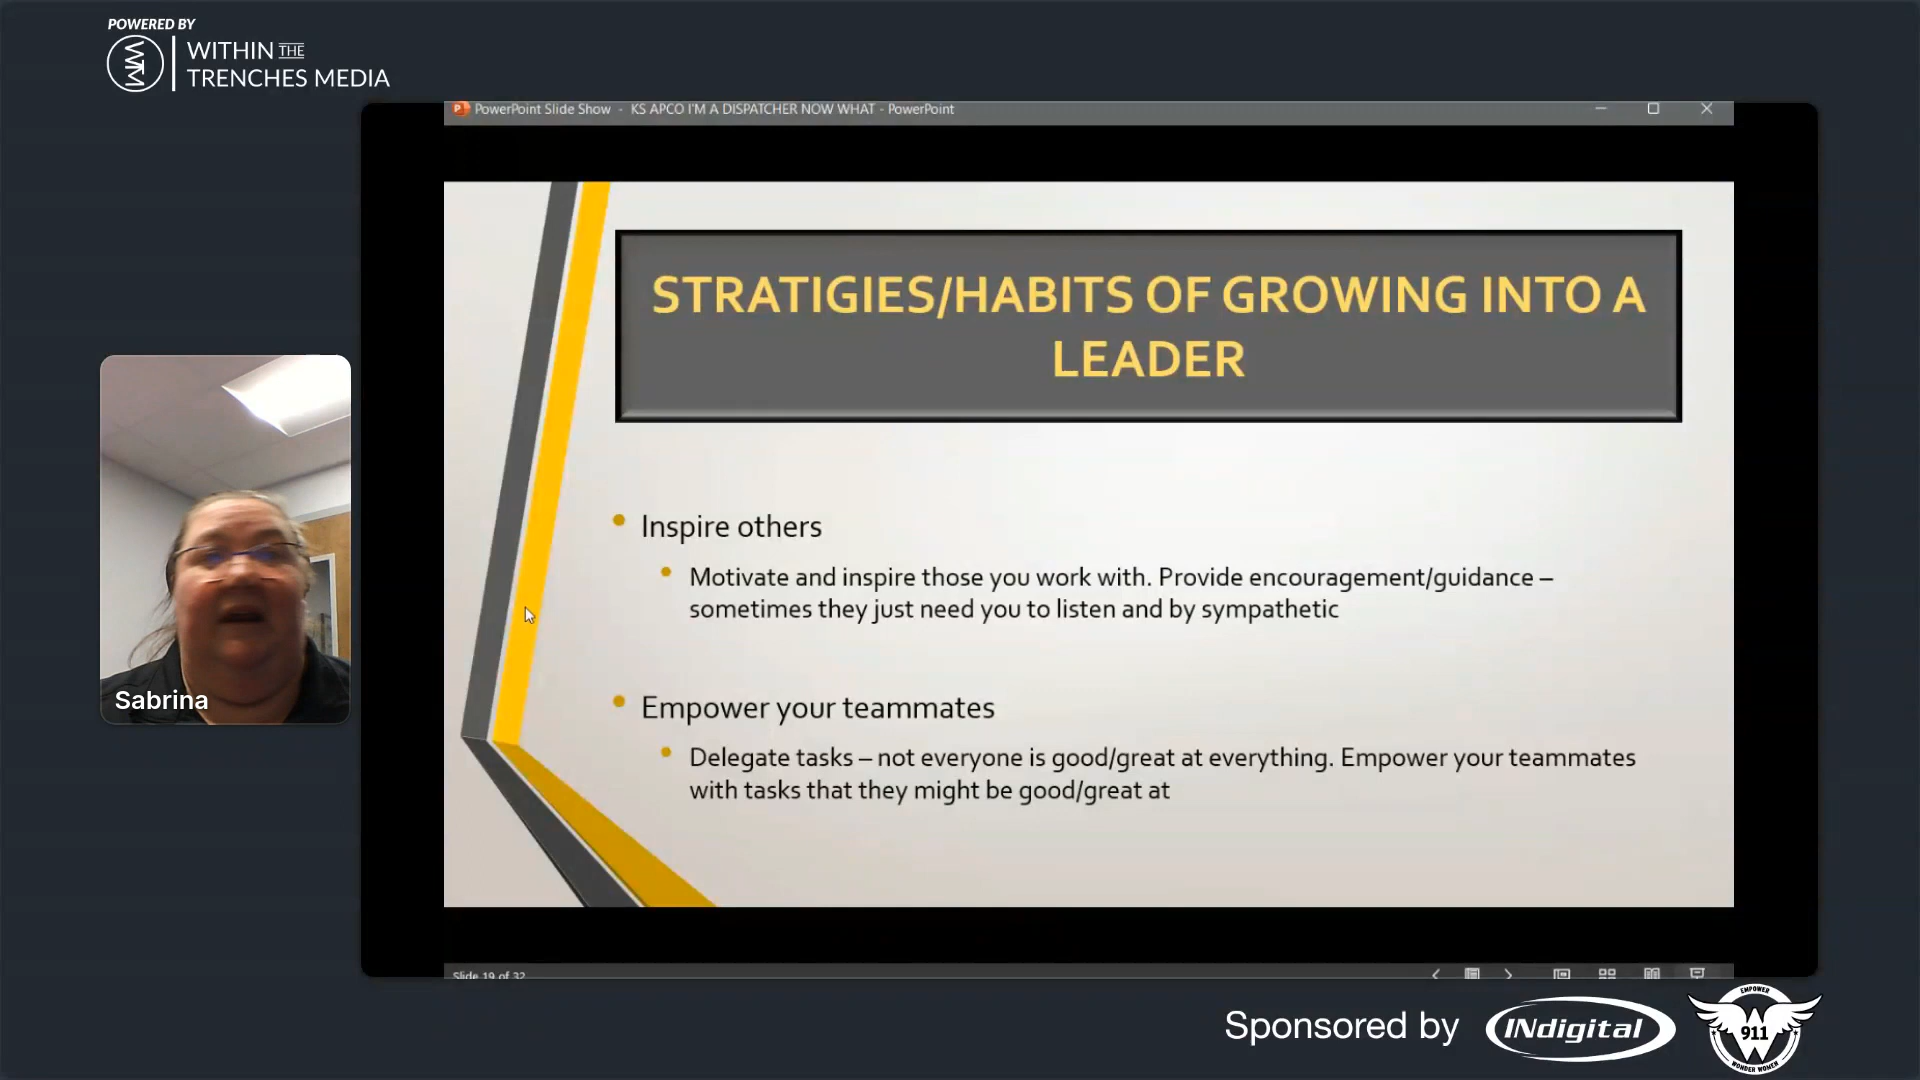 POWERED BY
WITHIN THE
TRENCHES MEDIA
PowerPoint Slide Show - KS APCO I'M A DISPATCHER NOW WHAT - PowerPoint
STRATIGIES/HABITS OF GROWING INTO A
LEADER
• Inspire others
• Motivate and inspire those you work with. Provide encouragement/guidance –
sometimes they just need you to listen and by sympathetic
• Empower your teammates
• Delegate tasks – not everyone is good/great at everything. Empower your teammates
with tasks that they might be good/great at
Sabrina
Slide 19 of 32
Sponsored by
INdigital
EMPOWER
W
911
WONDER WOMEN